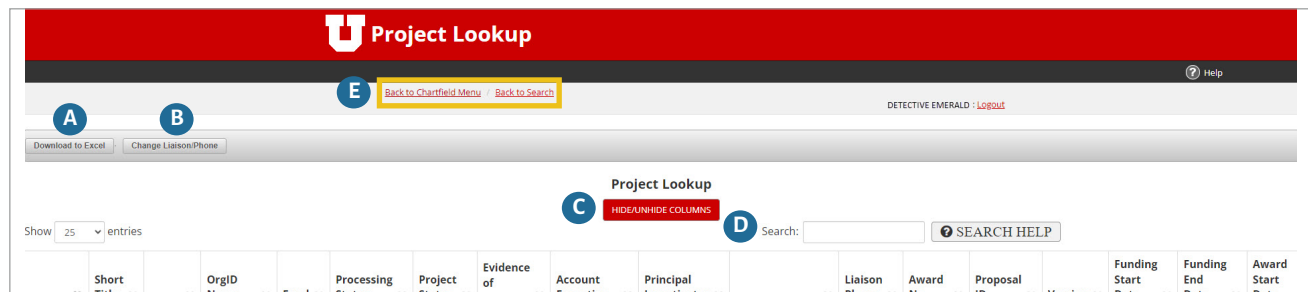 U Project Lookup
Help
E Back to Chartfield Menu / Back to Search
DETECTIVE EMERALD : Logout
A B
Download to Excel Change Liaison/Phone
Project Lookup
C HIDE/UNHIDE COLUMNS
Show 25 entries D Search: SEARCH HELP
Evidence Funding Funding Award
Short OrgID Processing Project of Account Principal Liaison Award Proposal Start End Start